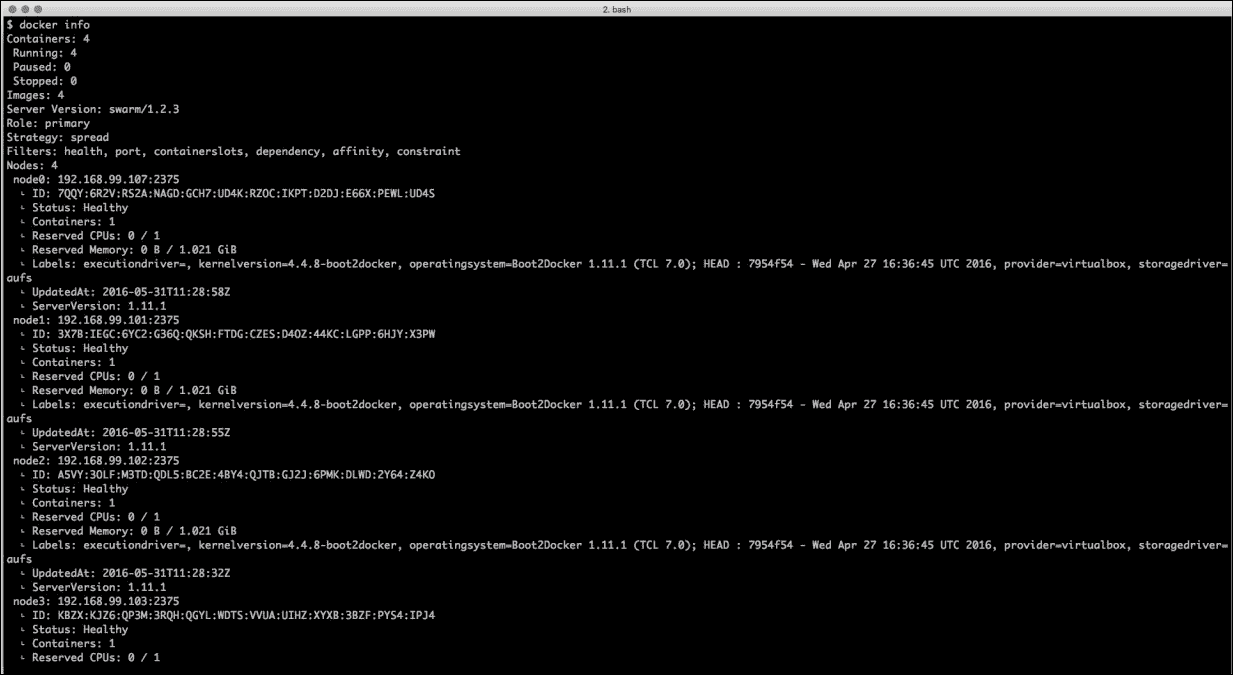 2. bash
$ docker info
Containers: 4
 Running: 4
 Paused: 0
 Stopped: 0
Images: 4
Server Version: swarm/1.2.3
Role: primary
Strategy: spread
Filters: health, port, containerslots, dependency, affinity, constraint
Nodes: 4
 node0: 192.168.99.107:2375
  └ ID: 7QQY:6R2V:RS2A:NAGD:GCH7:UD4K:RZOC:IKPT:D2DJ:E66X:PEWL:UD4S
  └ Status: Healthy
  └ Containers: 1
  └ Reserved CPUs: 0 / 1
  └ Reserved Memory: 0 B / 1.021 GiB
  └ Labels: executiondriver=, kernelversion=4.4.8-boot2docker, operatingsystem=Boot2Docker 1.11.1 (TCL 7.0); HEAD : 7954f54 - Wed Apr 27 16:36:45 UTC 2016, provider=virtualbox, storagedriver=
aufs
  └ UpdatedAt: 2016-05-31T11:28:58Z
  └ ServerVersion: 1.11.1
 node1: 192.168.99.101:2375
  └ ID: 3X7B:IEGC:6YC2:G36Q:QKSH:FTDG:CZES:D4OZ:44KC:LGPP:6HJY:X3PW
  └ Status: Healthy
  └ Containers: 1
  └ Reserved CPUs: 0 / 1
  └ Reserved Memory: 0 B / 1.021 GiB
  └ Labels: executiondriver=, kernelversion=4.4.8-boot2docker, operatingsystem=Boot2Docker 1.11.1 (TCL 7.0); HEAD : 7954f54 - Wed Apr 27 16:36:45 UTC 2016, provider=virtualbox, storagedriver=
aufs
  └ UpdatedAt: 2016-05-31T11:28:55Z
  └ ServerVersion: 1.11.1
 node2: 192.168.99.102:2375
  └ ID: A5VY:3OLF:M3TD:QDL5:BC2E:4BY4:QJTB:GJ2J:6PMK:DLWD:2Y64:Z4KO
  └ Status: Healthy
  └ Containers: 1
  └ Reserved CPUs: 0 / 1
  └ Reserved Memory: 0 B / 1.021 GiB
  └ Labels: executiondriver=, kernelversion=4.4.8-boot2docker, operatingsystem=Boot2Docker 1.11.1 (TCL 7.0); HEAD : 7954f54 - Wed Apr 27 16:36:45 UTC 2016, provider=virtualbox, storagedriver=
aufs
  └ UpdatedAt: 2016-05-31T11:28:32Z
  └ ServerVersion: 1.11.1
 node3: 192.168.99.103:2375
  └ ID: KBZX:KJZ6:QP3M:3RQH:QGYL:WDTS:VVUA:UIHZ:XYXB:3BZF:PYS4:IPJ4
  └ Status: Healthy
  └ Containers: 1
  └ Reserved CPUs: 0 / 1